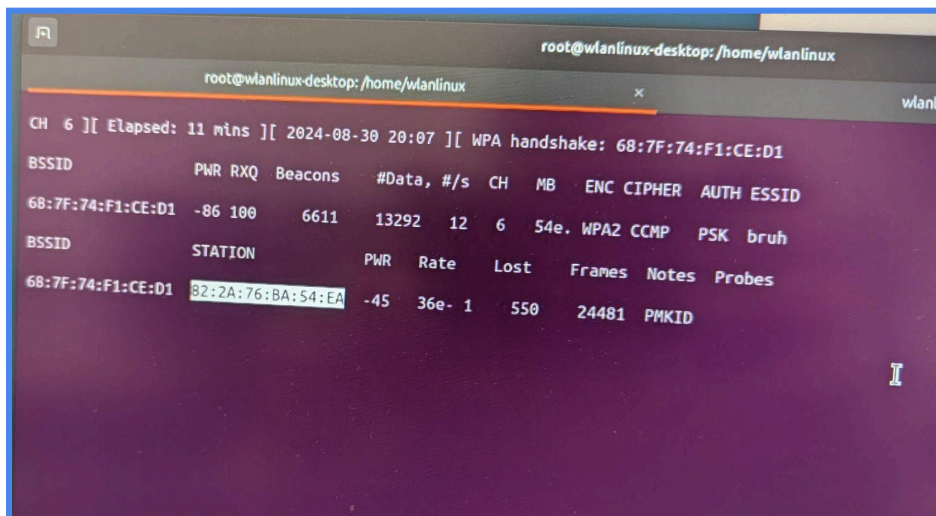 root@wlanlinux-desktop: /home/wlanlinux
root@wlanlinux-desktop: /home/wlanlinux × wlanl
CH 6 ][ Elapsed: 11 mins ][ 2024-08-30 20:07 ][ WPA handshake: 68:7F:74:F1:CE:D1
BSSID PWR RXQ Beacons #Data, #/s CH MB ENC CIPHER AUTH ESSID
68:7F:74:F1:CE:D1 -86 100 6611 13292 12 6 54e. WPA2 CCMP PSK bruh
BSSID STATION PWR Rate Lost Frames Notes Probes
68:7F:74:F1:CE:D1 82:2A:76:BA:54:EA -45 36e- 1 550 24481 PMKID